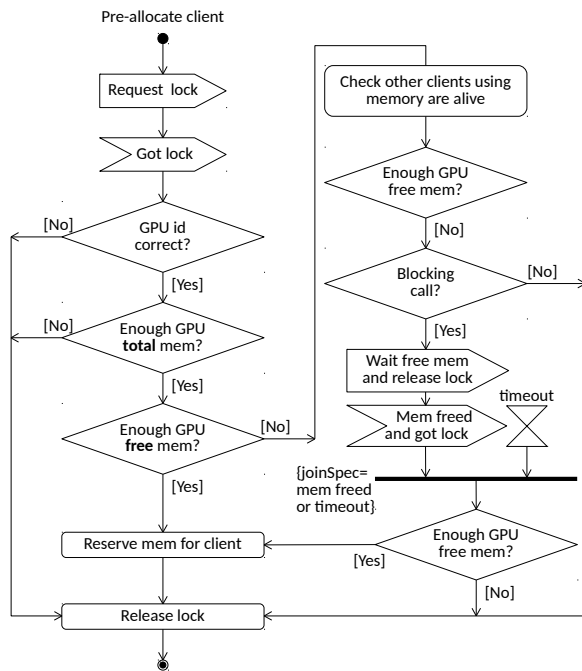 Pre-allocate client
Request lock
Got lock
GPU id
correct?
[No]
[Yes]
Enough GPU
total mem?
[No]
[Yes]
Enough GPU
free mem?
[No]
[Yes]
Reserve mem for client
Release lock
Check other clients using
memory are alive
Enough GPU
free mem?
[No]
Blocking
call?
[No]
[Yes]
Wait free mem
and release lock
Mem freed
and got lock
timeout
{joinSpec=
mem freed
or timeout}
Enough GPU
free mem?
[Yes]
[No]